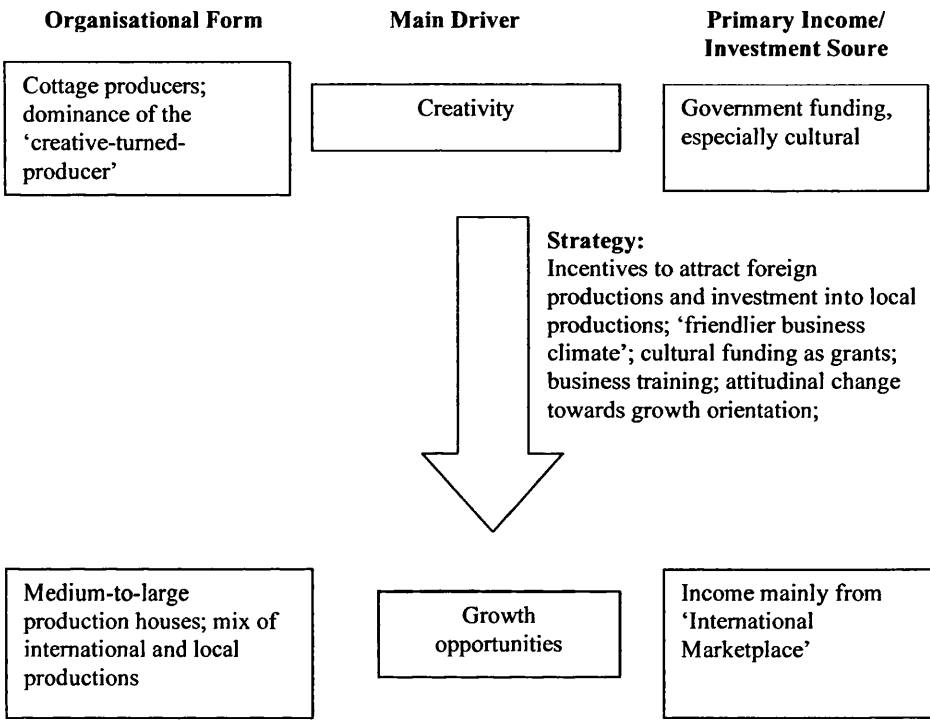 Organisational Form
Main Driver
Primary Income/
Investment Soure
Cottage producers;
dominance of the
‘creative-turned-
producer’
Creativity
Government funding,
especially cultural
Strategy:
Incentives to attract foreign
productions and investment into local
productions; ‘friendlier business
climate’; cultural funding as grants;
business training; attitudinal change
towards growth orientation;
Medium-to-large
production houses; mix of
international and local
productions
Growth
opportunities
Income mainly from
‘International
Marketplace’